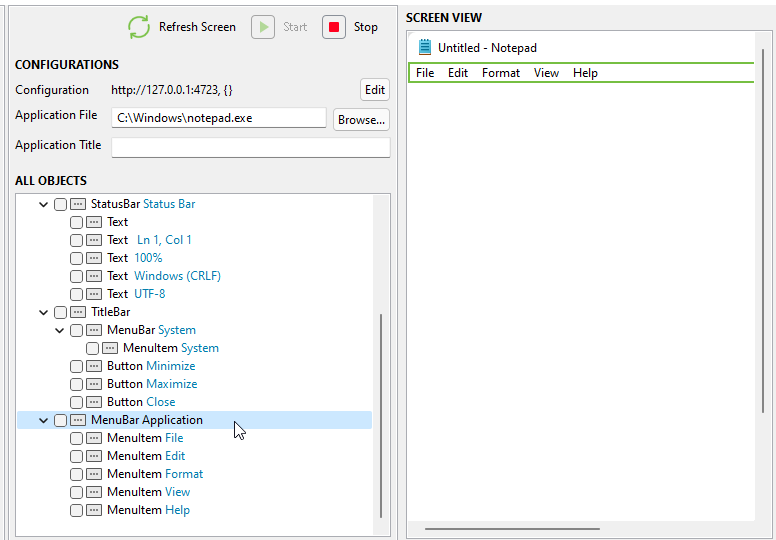 Refresh Screen Start Stop
CONFIGURATIONS
Configuration http://127.0.0.1:4723, {} Edit
Application File C:\Windows\notepad.exe Browse...
Application Title
ALL OBJECTS
StatusBar Status Bar
Text
Text Ln 1, Col 1
Text 100%
Text Windows (CRLF)
Text UTF-8
TitleBar
MenuBar System
MenuItem System
Button Minimize
Button Maximize
Button Close
MenuBar Application
MenuItem File
MenuItem Edit
MenuItem Format
MenuItem View
MenuItem Help
SCREEN VIEW
Untitled - Notepad
File Edit Format View Help